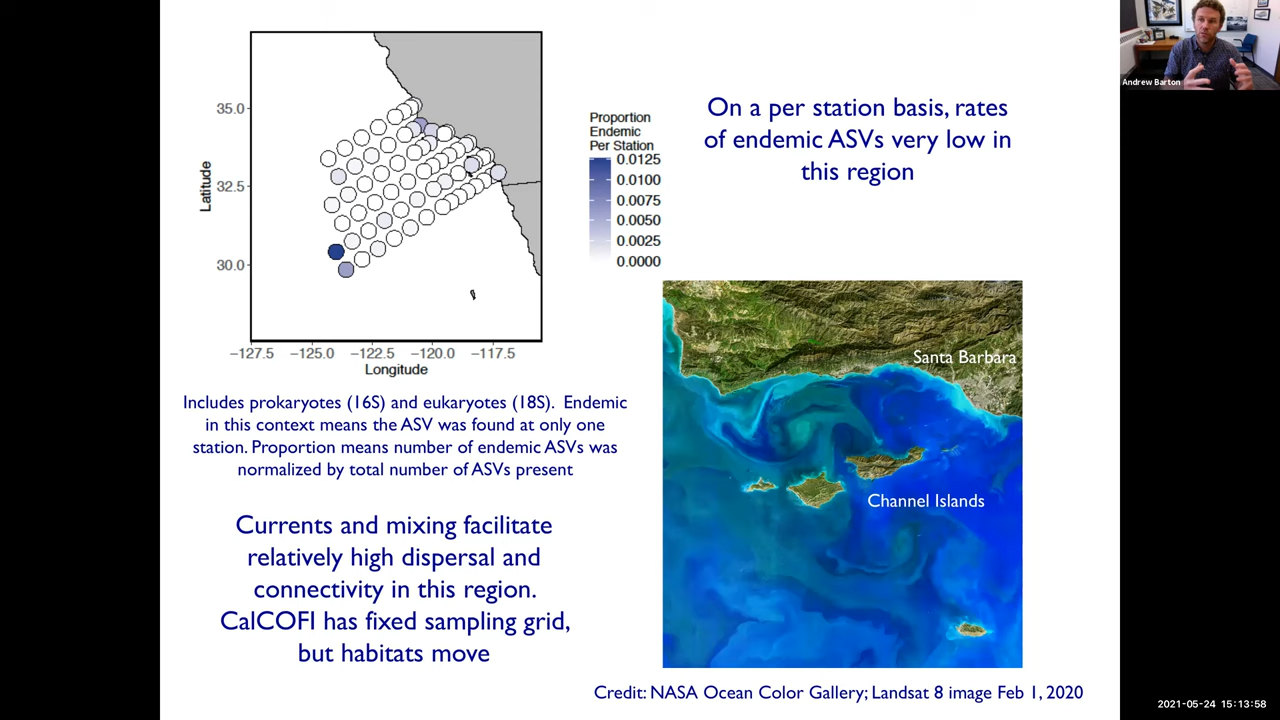 Andrew Barton
On a per station basis, rates
of endemic ASVs very low in
this region
35.0
32.5
30.0
Latitude
−127.5
−125.0
−122.5
−120.0
−117.5
Longitude
Proportion
Endemic
Per Station
0.0125
0.0100
0.0075
0.0050
0.0025
0.0000
Includes prokaryotes (16S) and eukaryotes (18S). Endemic
in this context means the ASV was found at only one
station. Proportion means number of endemic ASVs was
normalized by total number of ASVs present
Currents and mixing facilitate
relatively high dispersal and
connectivity in this region.
CalCOFI has fixed sampling grid,
but habitats move
Santa Barbara
Channel Islands
Credit: NASA Ocean Color Gallery; Landsat 8 image Feb 1, 2020
2021-05-24 15:13:58